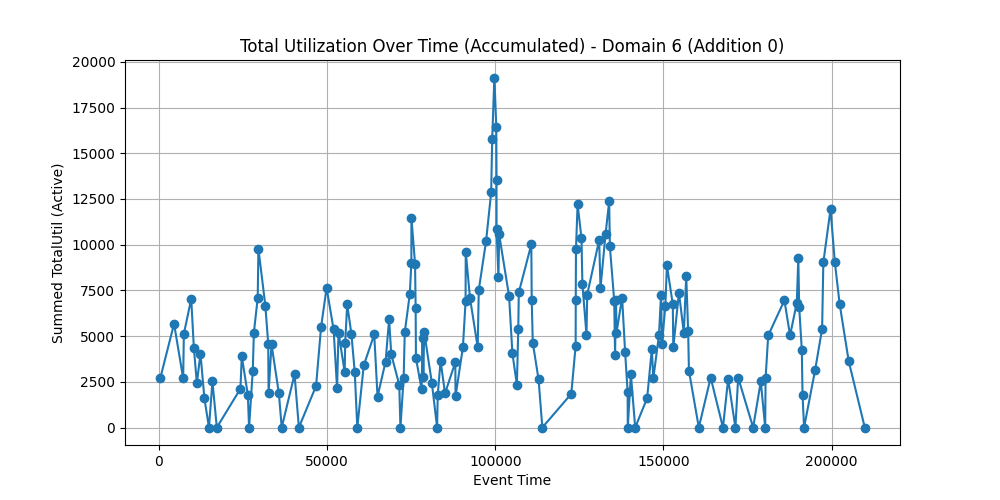 Total Utilization Over Time (Accumulated) - Domain 6 (Addition 0)
20000
17500
15000
12500
10000
7500
5000
2500
0
Summed TotalUtil (Active)
0 50000 100000 150000 200000
Event Time